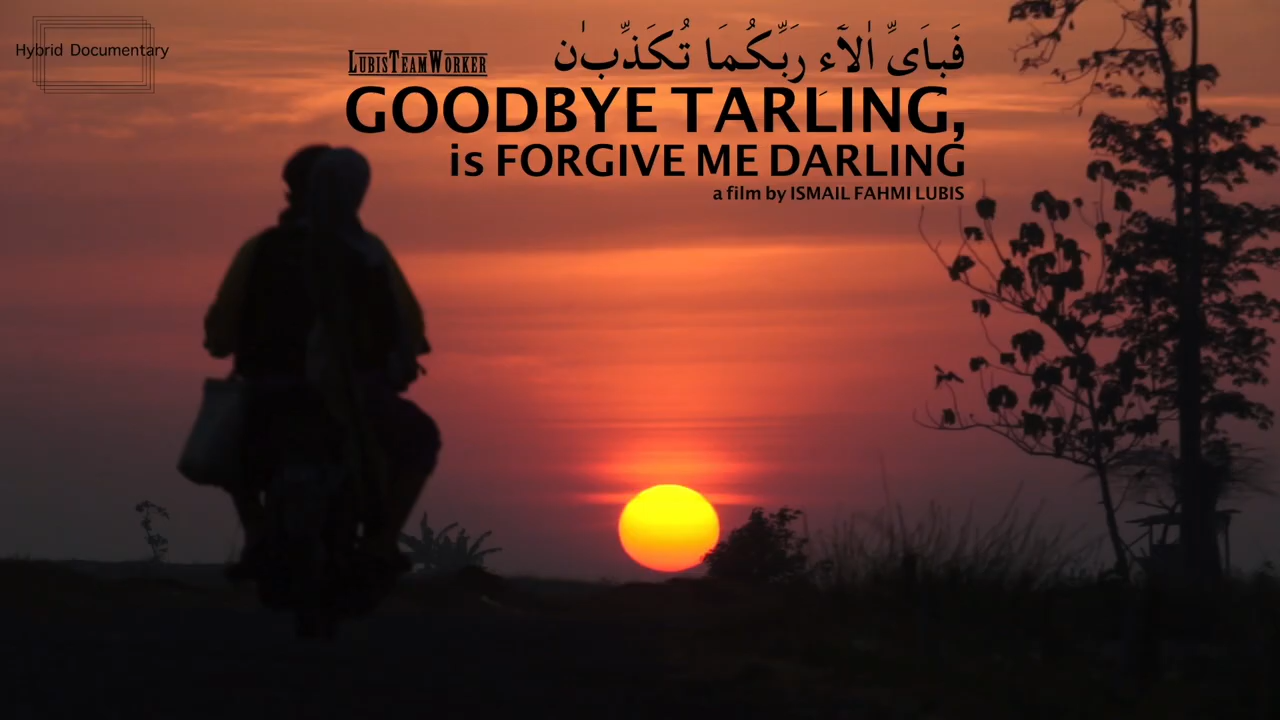 Hybrid Documentary
LUBISTEAMWORKER
فَبِاَيِّ اٰلَاۤءِ رَبِّكُمَا تُكَذِّبٰنِ
GOODBYE TARLING,
is FORGIVE ME DARLING
a film by ISMAIL FAHMI LUBIS